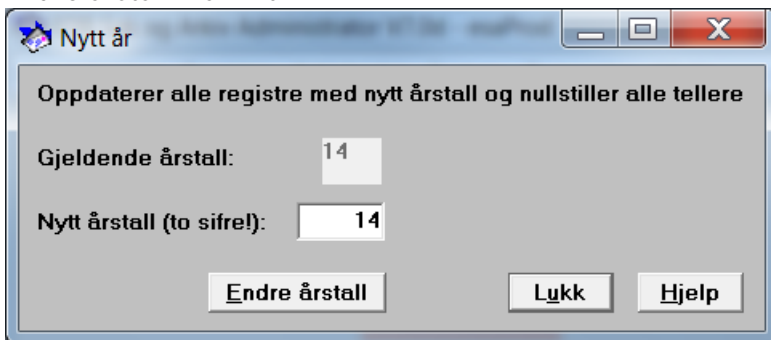 Nytt år
Oppdaterer alle registre med nytt årstall og nullstiller alle tellere
Gjeldende årstall: 14
Nytt årstall (to sifre!): 14
Endre årstall Lukk Hjelp